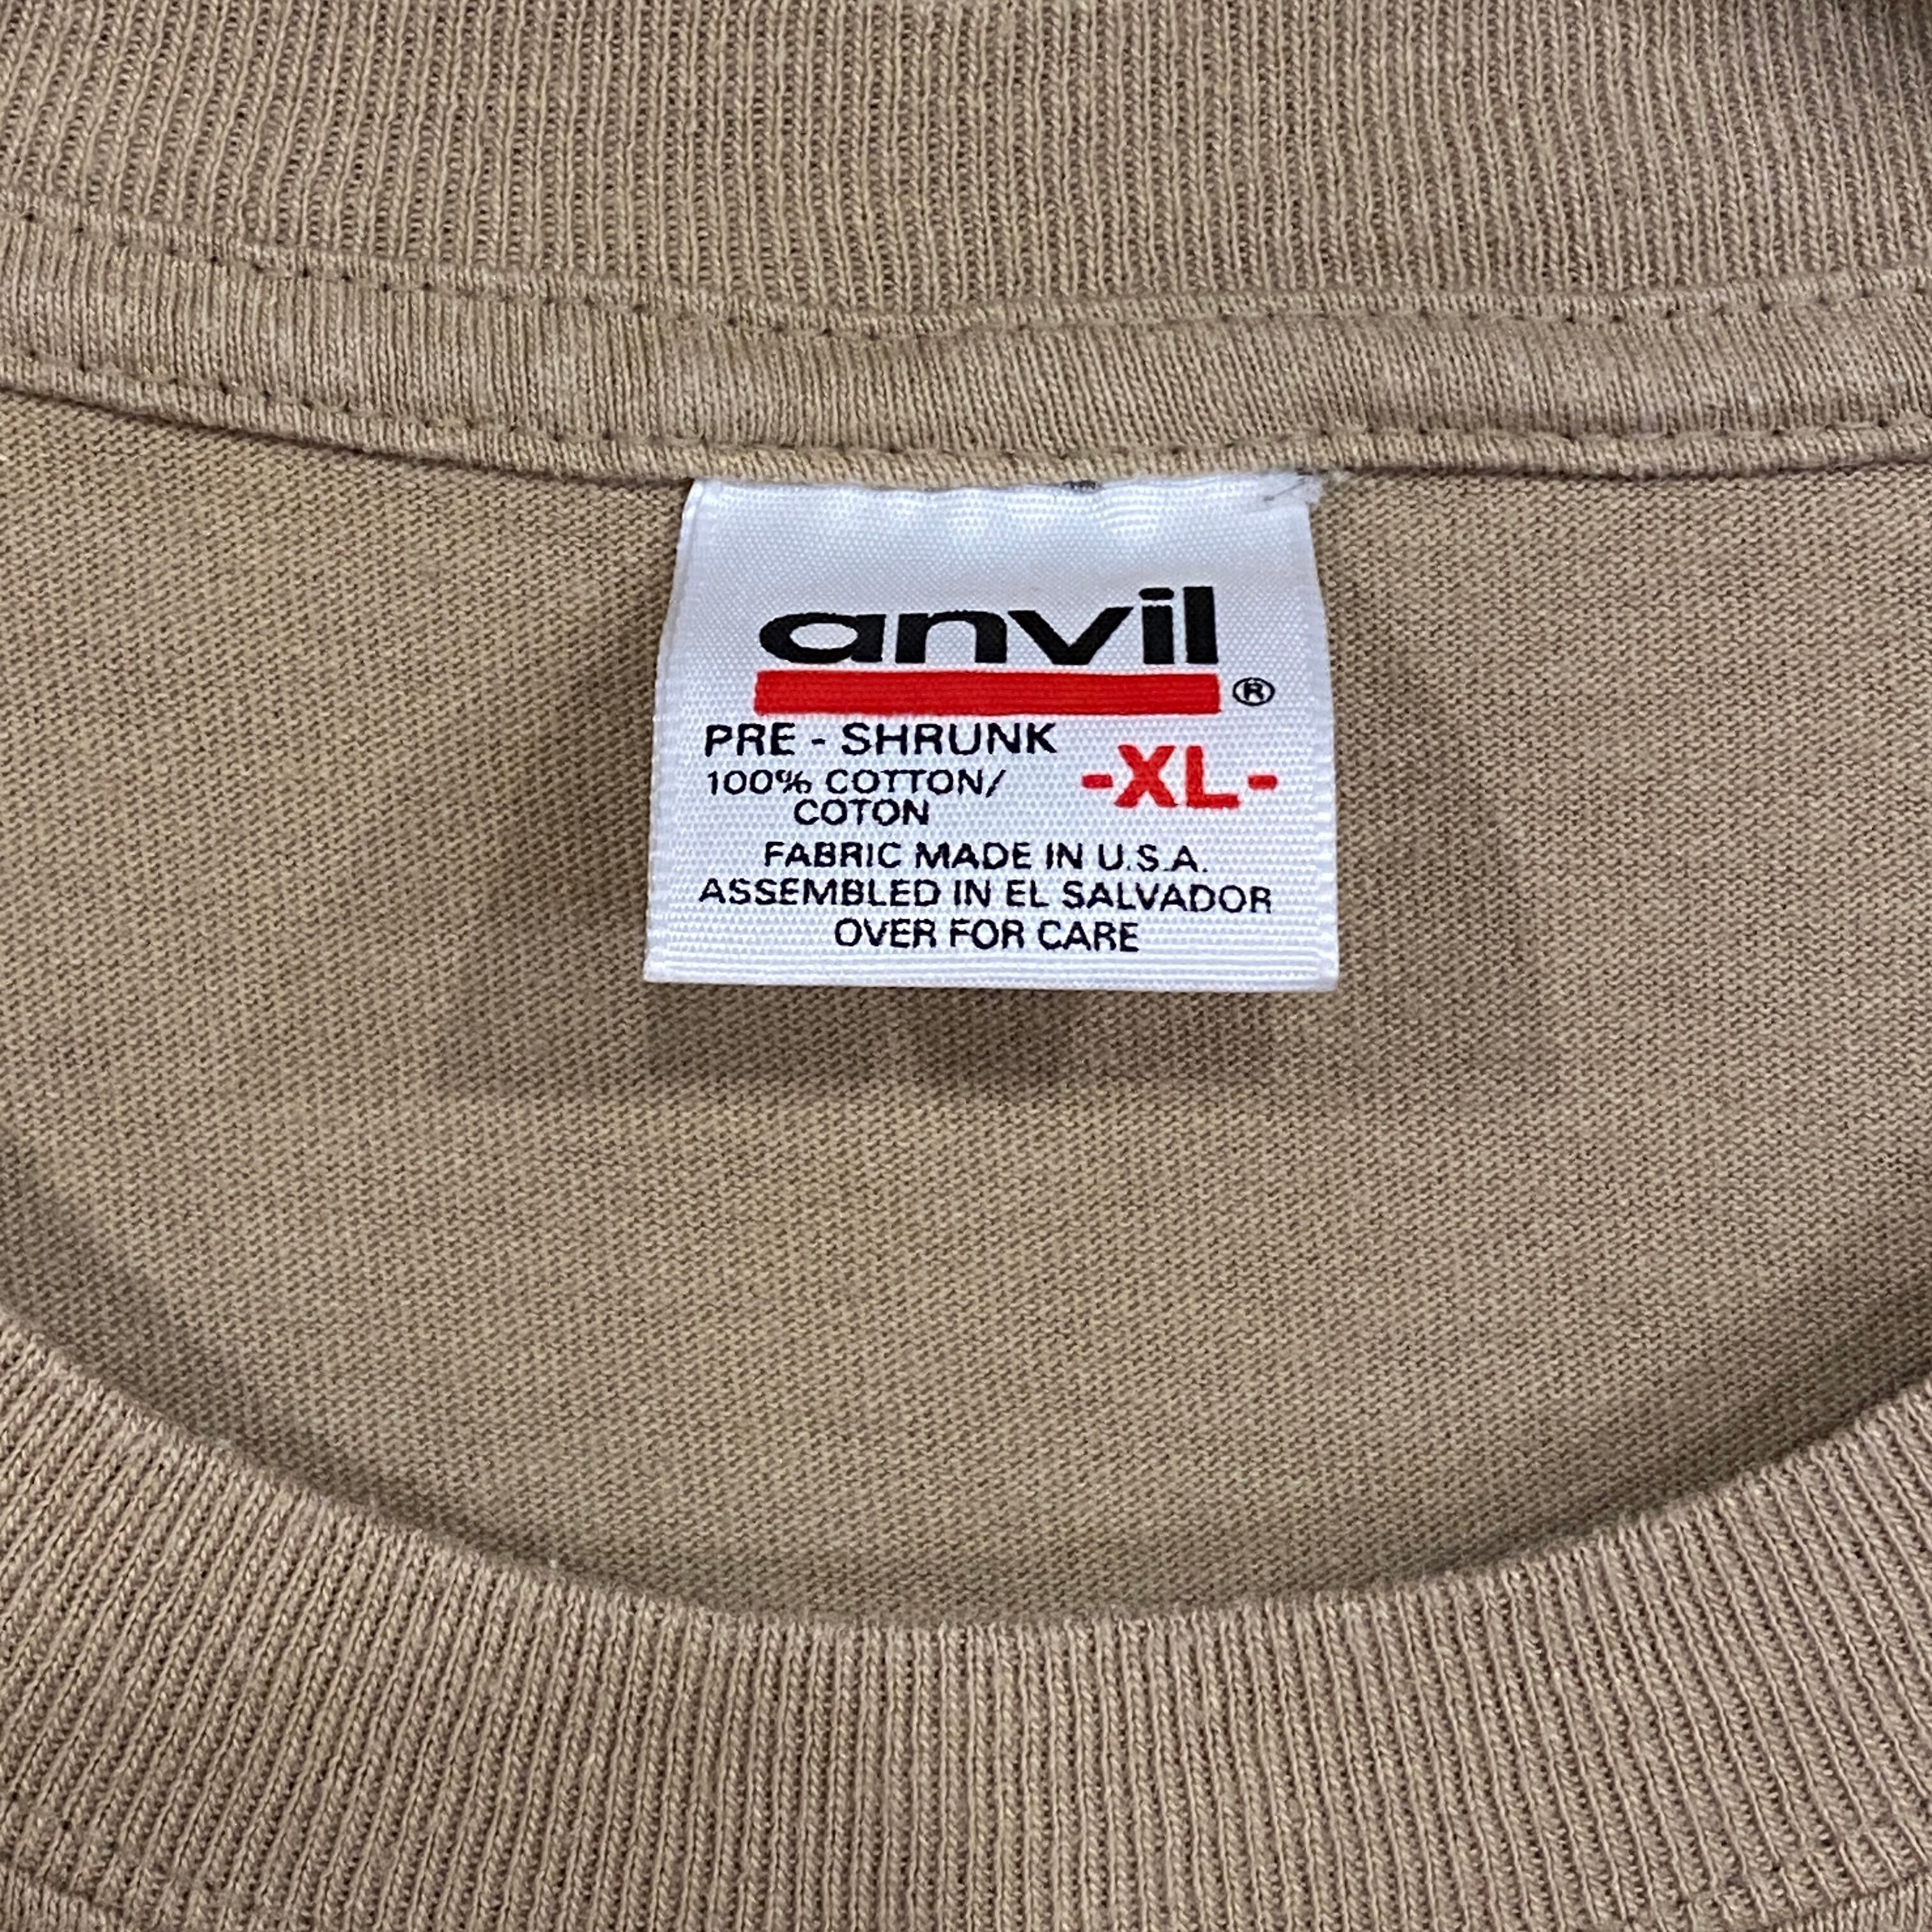 anvil
®
PRE - SHRUNK
-XL-
100% COTTON/
COTON
FABRIC MADE IN U.S.A.
ASSEMBLED IN EL SALVADOR
OVER FOR CARE